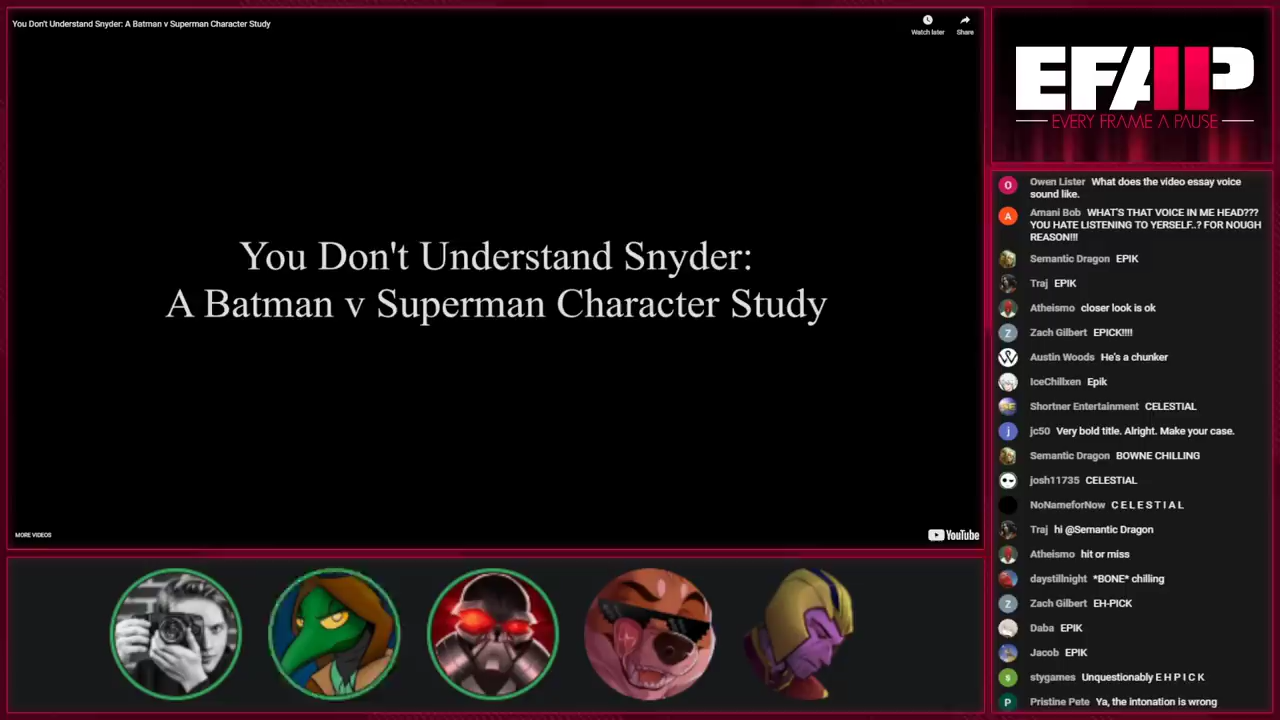 You Don't Understand Snyder: A Batman v Superman Character Study
Watch later
Share
You Don't Understand Snyder:
A Batman v Superman Character Study
MORE VIDEOS
YouTube
EFAP
EVERY FRAME A PAUSE
O
Owen Lister What does the video essay voice
sound like.
A
Amani Bob WHAT'S THAT VOICE IN ME HEAD???
YOU HATE LISTENING TO YERSELF..? FOR NOUGH
REASON!!!
Semantic Dragon EPIK
Traj EPIK
Atheismo closer look is ok
Z
Zach Gilbert EPICK!!!!
Austin Woods He's a chunker
IceChillxen Epik
Shortner Entertainment CELESTIAL
j
jc50 Very bold title. Alright. Make your case.
Semantic Dragon BOWNE CHILLING
josh11735 CELESTIAL
NoNameforNow C E L E S T I A L
Traj hi @Semantic Dragon
Atheismo hit or miss
daystillnight *BONE* chilling
Z
Zach Gilbert EH-PICK
Daba EPIK
Jacob EPIK
s
stygames Unquestionably E H P I C K
P
Pristine Pete Ya, the intonation is wrong